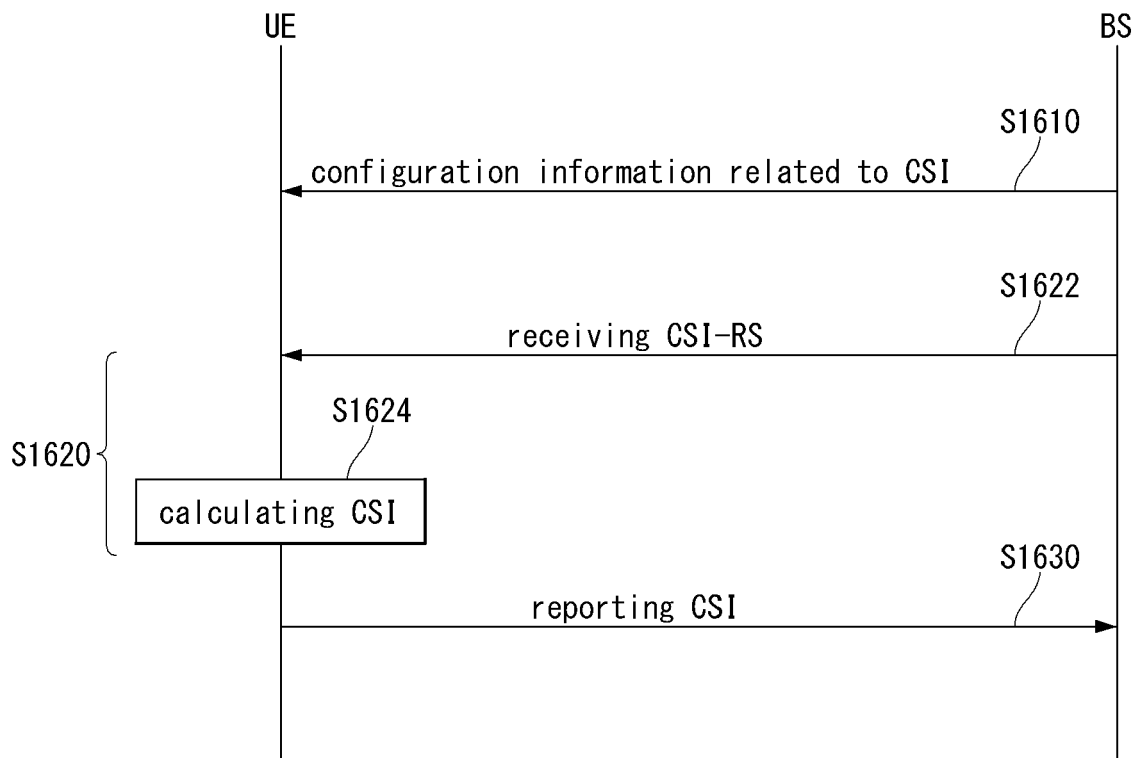 UE
BS
S1610
configuration information related to CSI
S1622
receiving CSI-RS
S1624
S1620
calculating CSI
S1630
reporting CSI